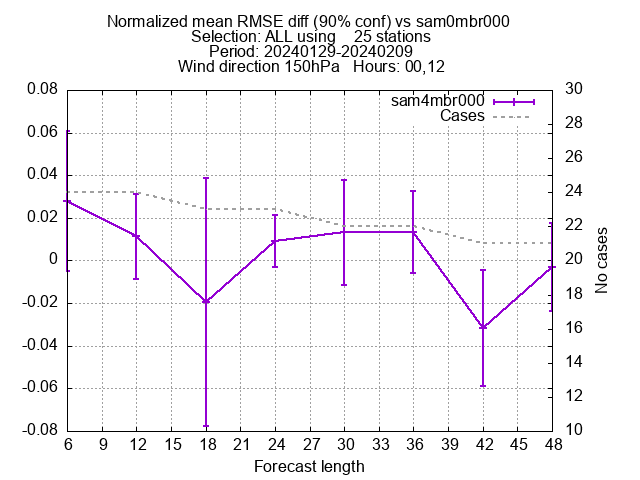 Normalized mean RMSE diff (90% conf) vs sam0mbr000
Selection: ALL using    25 stations
Period: 20240129-20240209
Wind direction 150hPa   Hours: 00,12
sam4mbr000
Cases
0.08
0.06
0.04
0.02
0
-0.02
-0.04
-0.06
-0.08
30
28
26
24
22
20
18
16
14
12
10
No cases
6 9 12 15 18 21 24 27 30 33 36 39 42 45 48
Forecast length